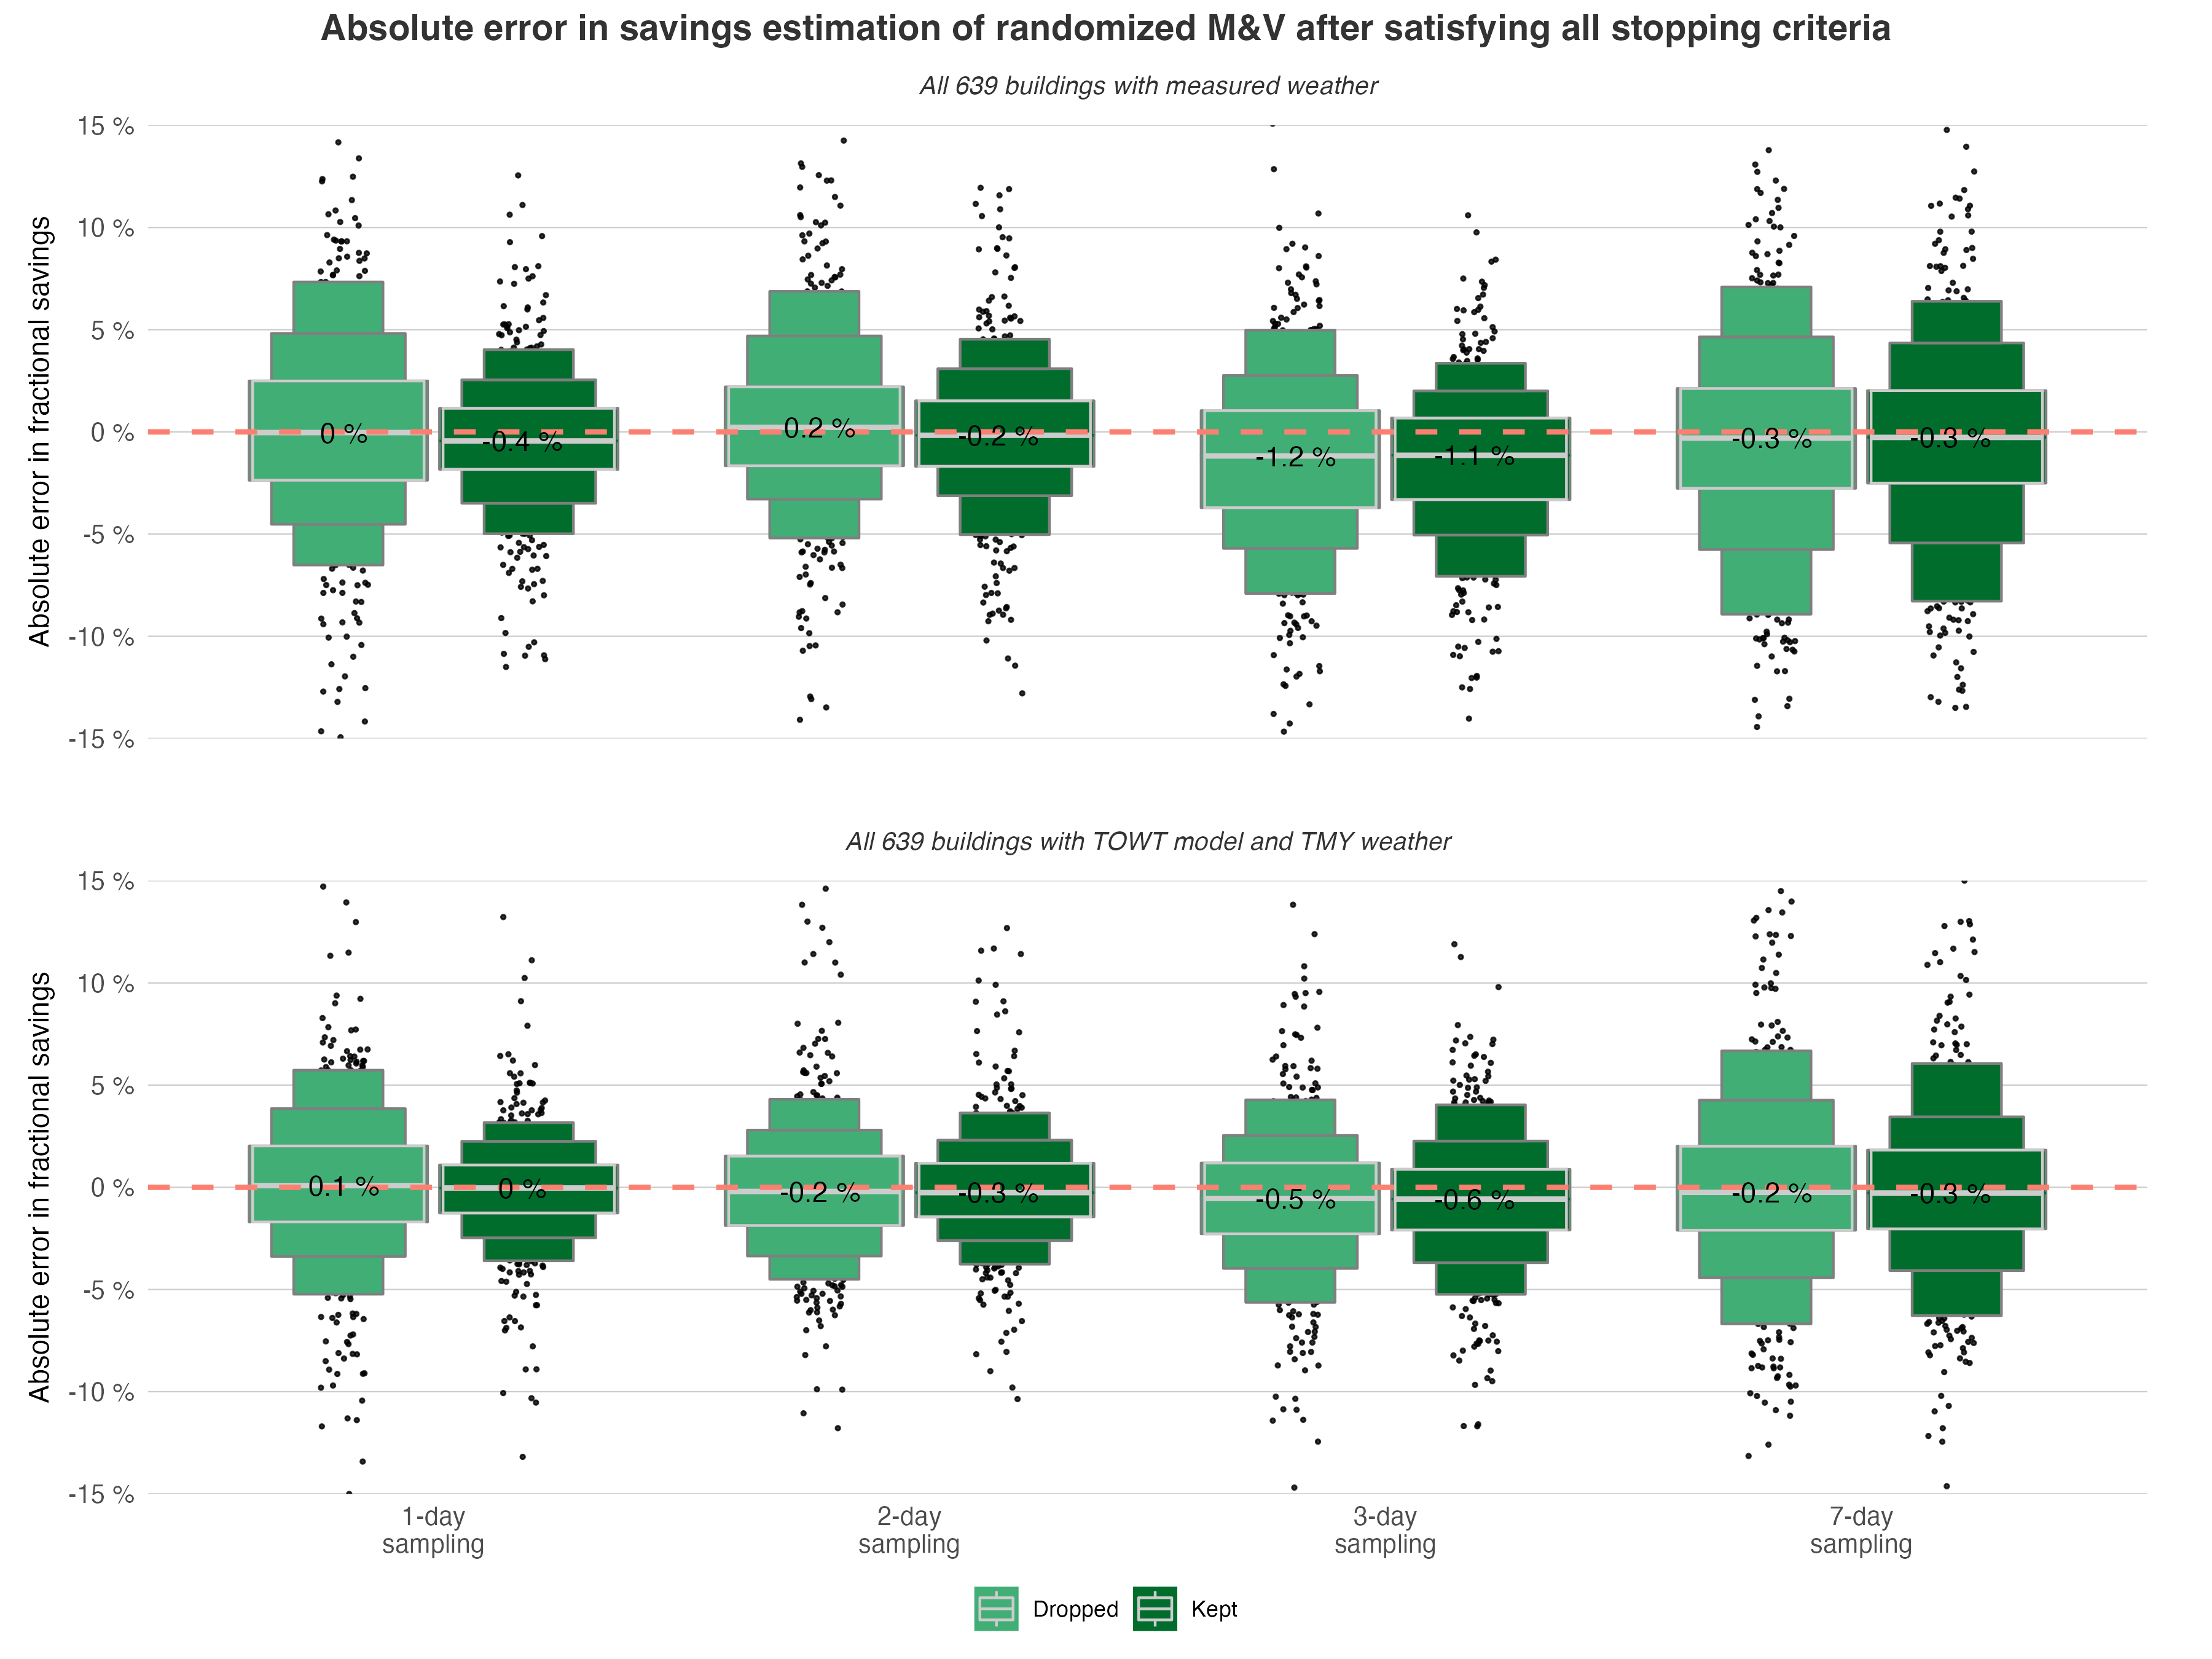 Absolute error in savings estimation of randomized M&V after satisfying all stopping criteria
All 639 buildings with measured weather
Absolute error in fractional savings
15 %
10 %
5 %
0 %
-5 %
-10 %
-15 %
0 %
-0.4 %
0.2 %
-0.2 %
-1.2 %
-1.1 %
-0.3 %
-0.3 %
All 639 buildings with TOWT model and TMY weather
Absolute error in fractional savings
15 %
10 %
5 %
0 %
-5 %
-10 %
-15 %
0.1 %
0 %
-0.2 %
-0.3 %
-0.5 %
-0.6 %
-0.2 %
-0.3 %
1-day
sampling
2-day
sampling
3-day
sampling
7-day
sampling
Dropped
Kept